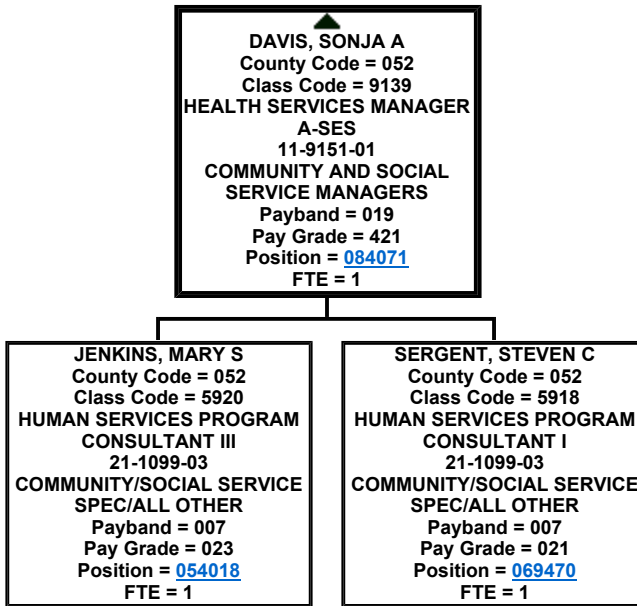 DAVIS, SONJA A
County Code = 052
Class Code = 9139
HEALTH SERVICES MANAGER
A-SES
11-9151-01
COMMUNITY AND SOCIAL
SERVICE MANAGERS
Payband = 019
Pay Grade = 421
Position = 084071
FTE = 1
JENKINS, MARY S
County Code = 052
Class Code = 5920
HUMAN SERVICES PROGRAM
CONSULTANT III
21-1099-03
COMMUNITY/SOCIAL SERVICE
SPEC/ALL OTHER
Payband = 007
Pay Grade = 023
Position = 054018
FTE = 1
SERGENT, STEVEN C
County Code = 052
Class Code = 5918
HUMAN SERVICES PROGRAM
CONSULTANT I
21-1099-03
COMMUNITY/SOCIAL SERVICE
SPEC/ALL OTHER
Payband = 007
Pay Grade = 021
Position = 069470
FTE = 1